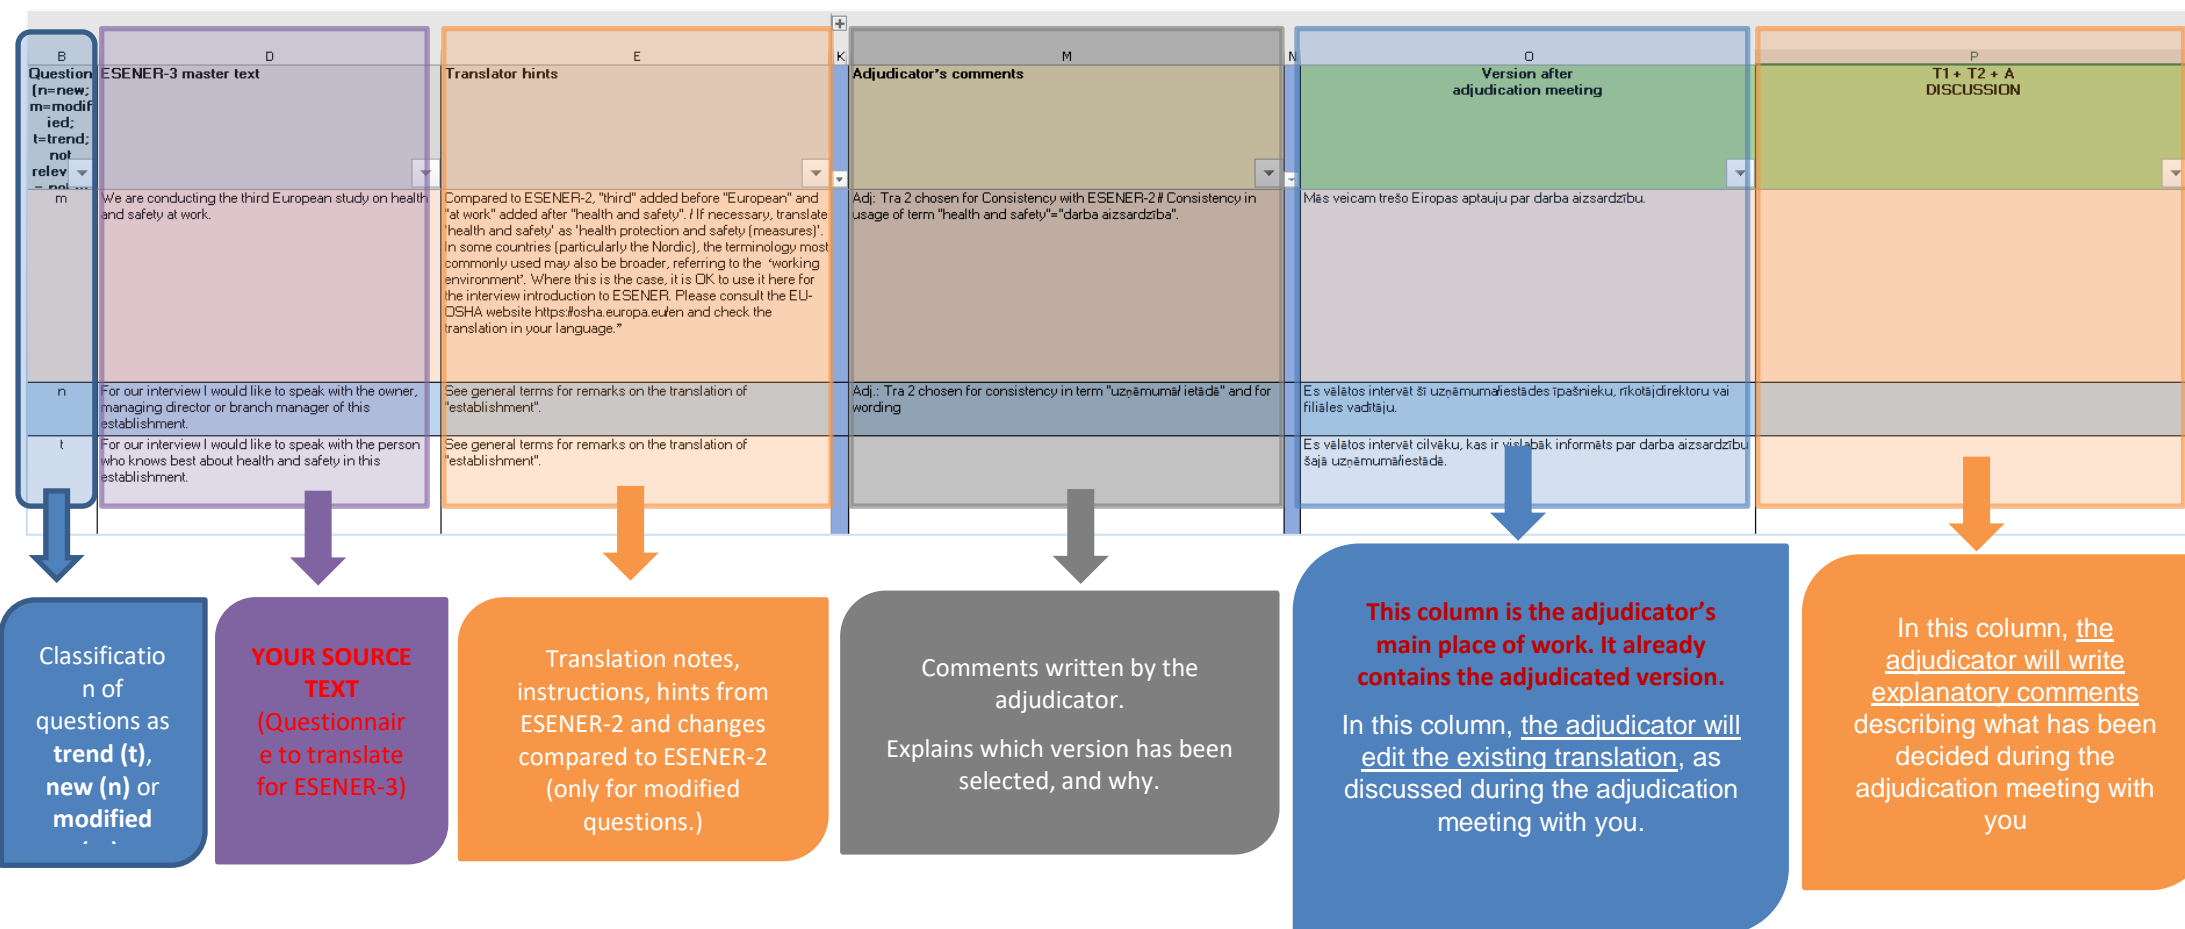 B
D
E
K
M
N
O
P
Question
(n=new;
m=modif
ied;
t=trend;
not
relev
ESENER-3 master text
Translator hints
Adjudicator's comments
Version after
adjudication meeting
T1 + T2 + A
DISCUSSION
m
We are conducting the third European study on health
and safety at work.
Compared to ESENER-2, "third" added before "European" and
"at work" added after "health and safety". / If necessary, translate
'health and safety' as 'health protection and safety (measures)'.
In some countries (particularly the Nordic), the terminology most
commonly used may also be broader, referring to the 'working
environment'. Where this is the case, it is OK to use it here for
the interview introduction to ESENER. Please consult the EU-
OSHA website https://osha.europa.eu/en and check the
translation in your language."
Adj: Tra 2 chosen for Consistency with ESENER-2 # Consistency in
usage of term "health and safety"="darba aizsardzība".
Mēs veicam trešo Eiropas aptauju par darba aizsardzību.
n
For our interview I would like to speak with the owner,
managing director or branch manager of this
establishment.
See general terms for remarks on the translation of
"establishment".
Adj.: Tra 2 chosen for consistency in term "uzņēmumā/ ietādē" and for
wording
Es vēlētos intervēt šī uzņēmuma/iestādes īpašnieku, rīkotājdirektoru vai
filiāles vadītāju.
t
For our interview I would like to speak with the person
who knows best about health and safety in this
establishment.
See general terms for remarks on the translation of
"establishment".
Es vēlētos intervēt cilvēku, kas ir vislabāk informēts par darba aizsardzību
šajā uzņēmumā/iestādē.
Classificatio
n of
questions as
trend (t),
new (n) or
modified
YOUR SOURCE
TEXT
(Questionnair
e to translate
for ESENER-3)
Translation notes,
instructions, hints from
ESENER-2 and changes
compared to ESENER-2
(only for modified
questions.)
Comments written by the
adjudicator.
Explains which version has been
selected, and why.
This column is the adjudicator's
main place of work. It already
contains the adjudicated version.
In this column, the adjudicator will
edit the existing translation, as
discussed during the adjudication
meeting with you.
In this column, the
adjudicator will write
explanatory comments
describing what has been
decided during the
adjudication meeting with
you